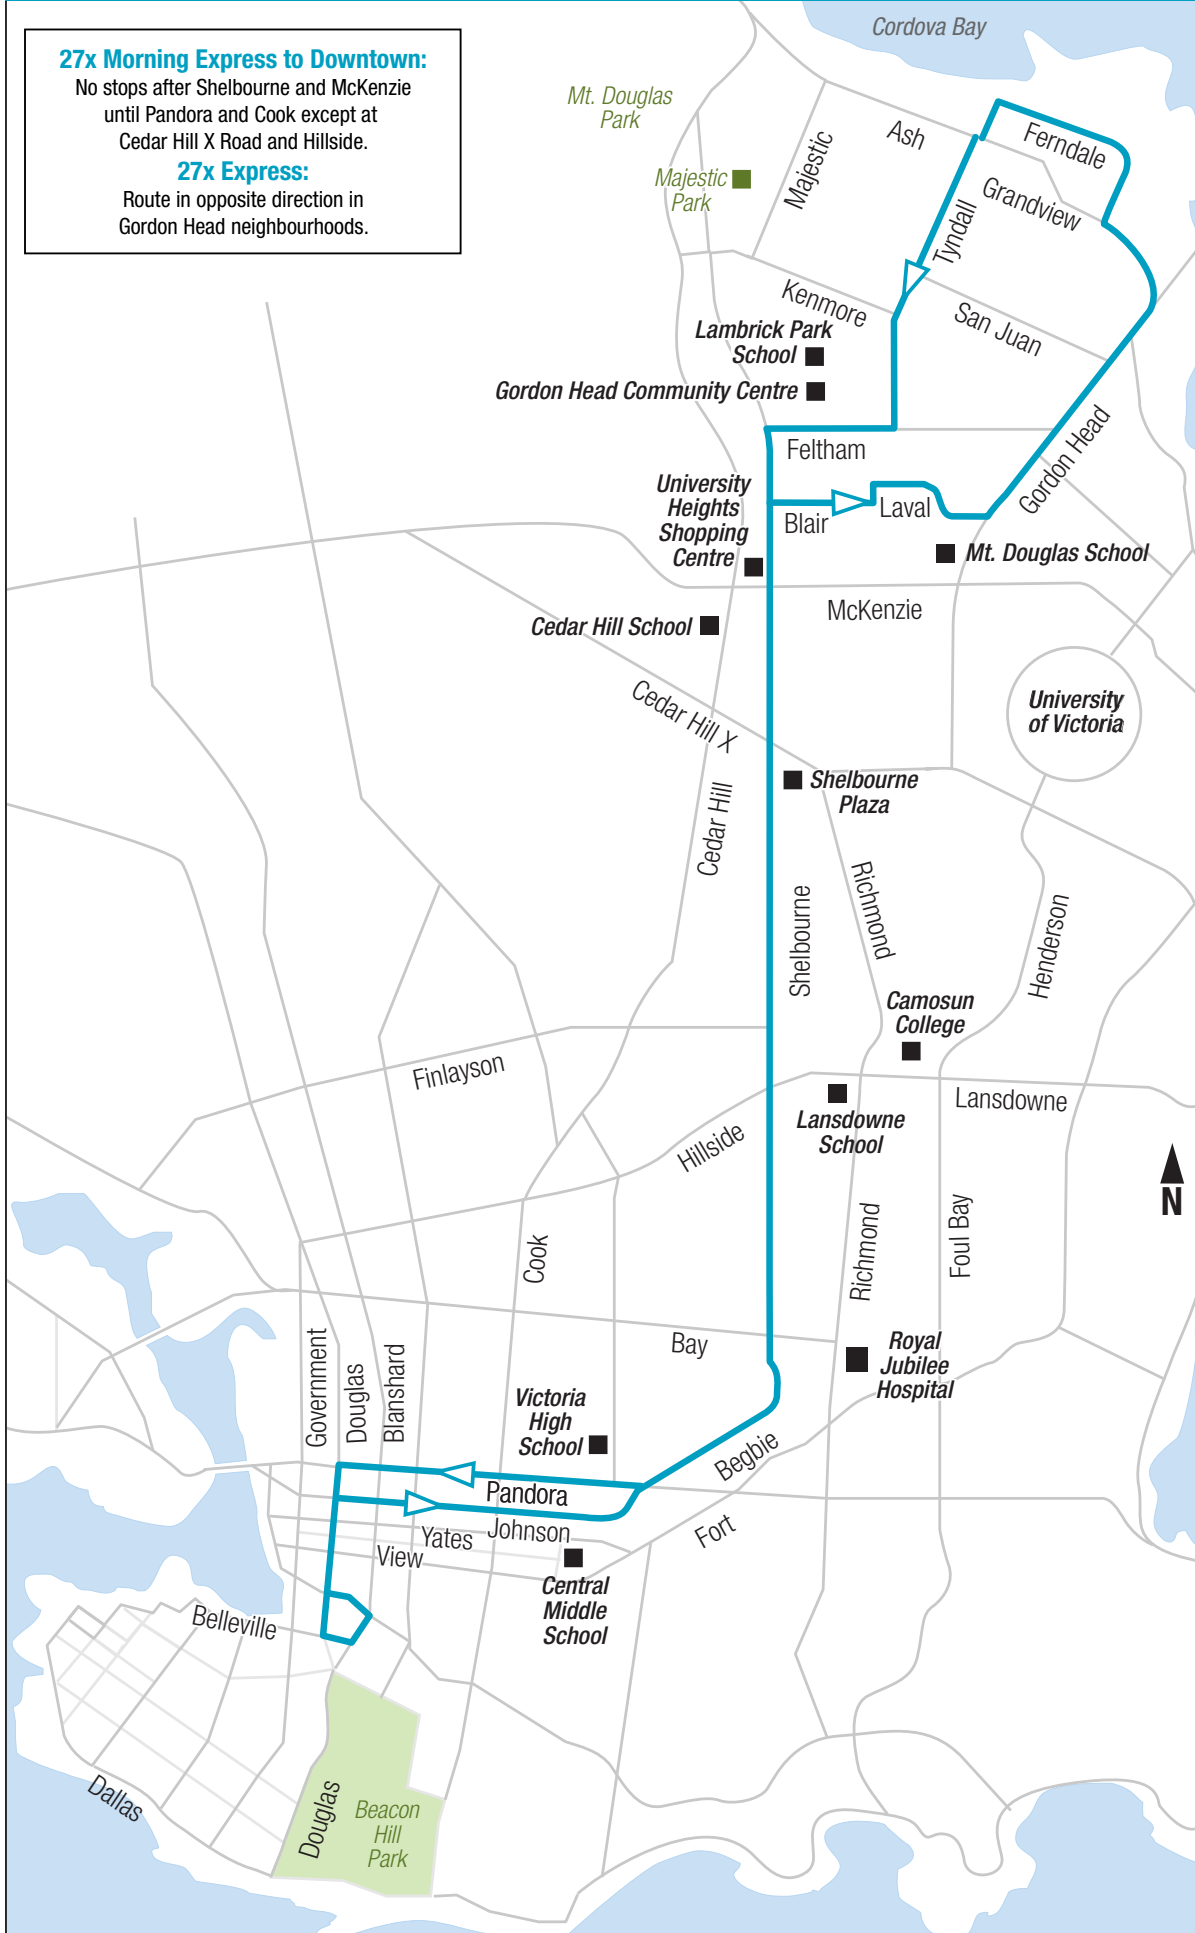 Cordova Bay
27x Morning Express to Downtown:
No stops after Shelbourne and McKenzie
until Pandora and Cook except at
Cedar Hill X Road and Hillside.
27x Express:
Route in opposite direction in
Gordon Head neighbourhoods.
Mt. Douglas
Park
Majestic
Park
Majestic
Ash
Ferndale
Grandview
Tyndall
Kenmore
San Juan
Lambrick Park
School
Gordon Head Community Centre
Feltham
Gordon Head
University
Heights
Shopping
Centre
Blair
Laval
Mt. Douglas School
McKenzie
Cedar Hill School
Cedar Hill X
University
of Victoria
Shelbourne
Plaza
Cedar Hill
Shelbourne
Richmond
Henderson
Camosun
College
Finlayson
Lansdowne
Lansdowne
School
Hillside
N
Cook
Richmond
Foul Bay
Bay
Royal
Jubilee
Hospital
Government
Douglas
Blanshard
Victoria
High
School
Begbie
Pandora
Johnson
Yates
View
Fort
Central
Middle
School
Belleville
Dallas
Douglas
Beacon
Hill
Park